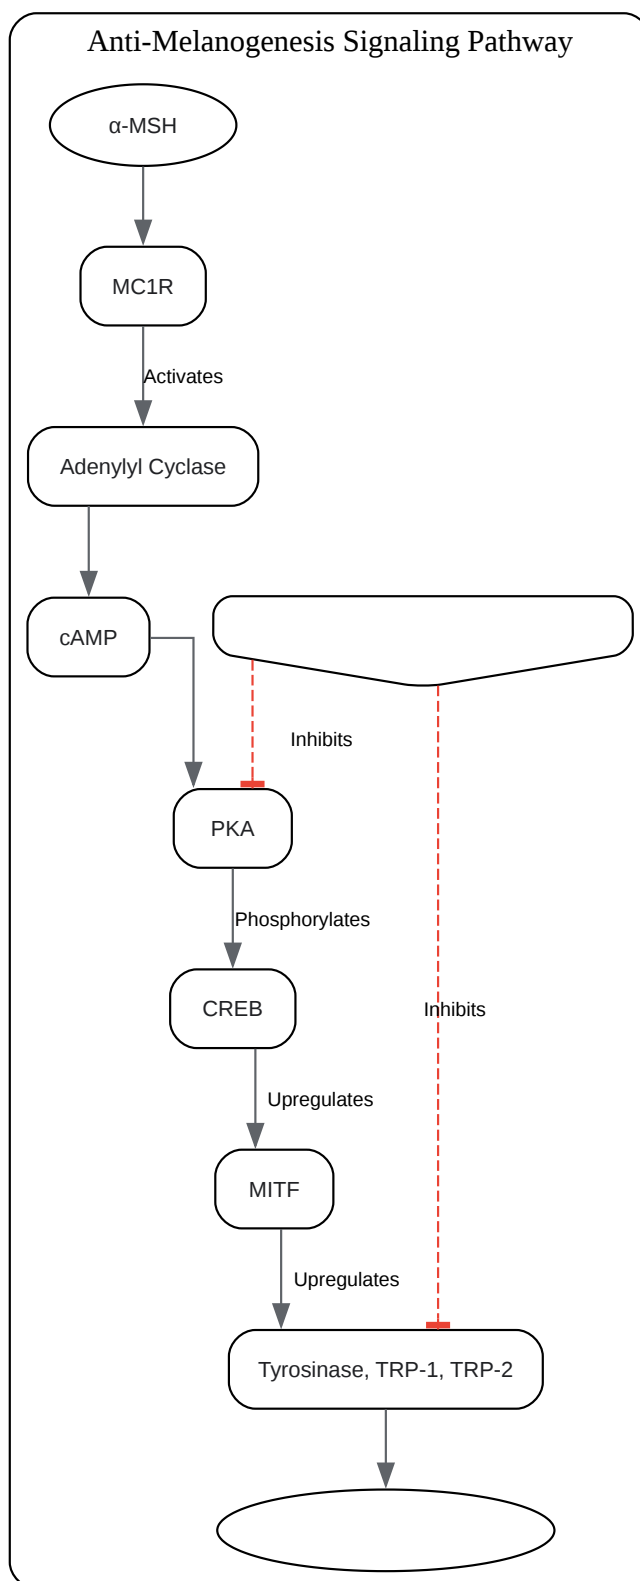 Anti-Melanogenesis Signaling Pathway
α-MSH
MC1R
Activates
Adenylyl Cyclase
cAMP
Inhibits
PKA
Phosphorylates
CREB
Inhibits
Upregulates
MITF
Upregulates
Tyrosinase, TRP-1, TRP-2